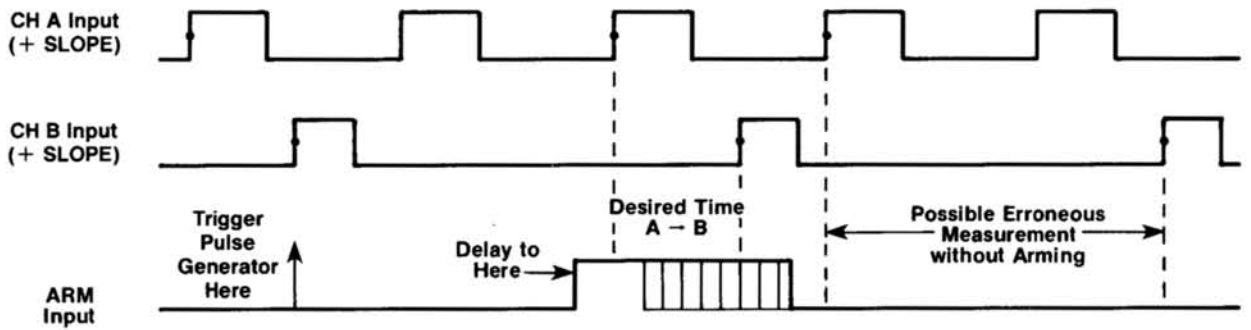 CH A Input
(+ SLOPE)
CH B Input
(+ SLOPE)
Trigger
Pulse
Generator
Here
Delay to
Here
Desired Time
A → B
Possible Erroneous
Measurement
without Arming
ARM
Input